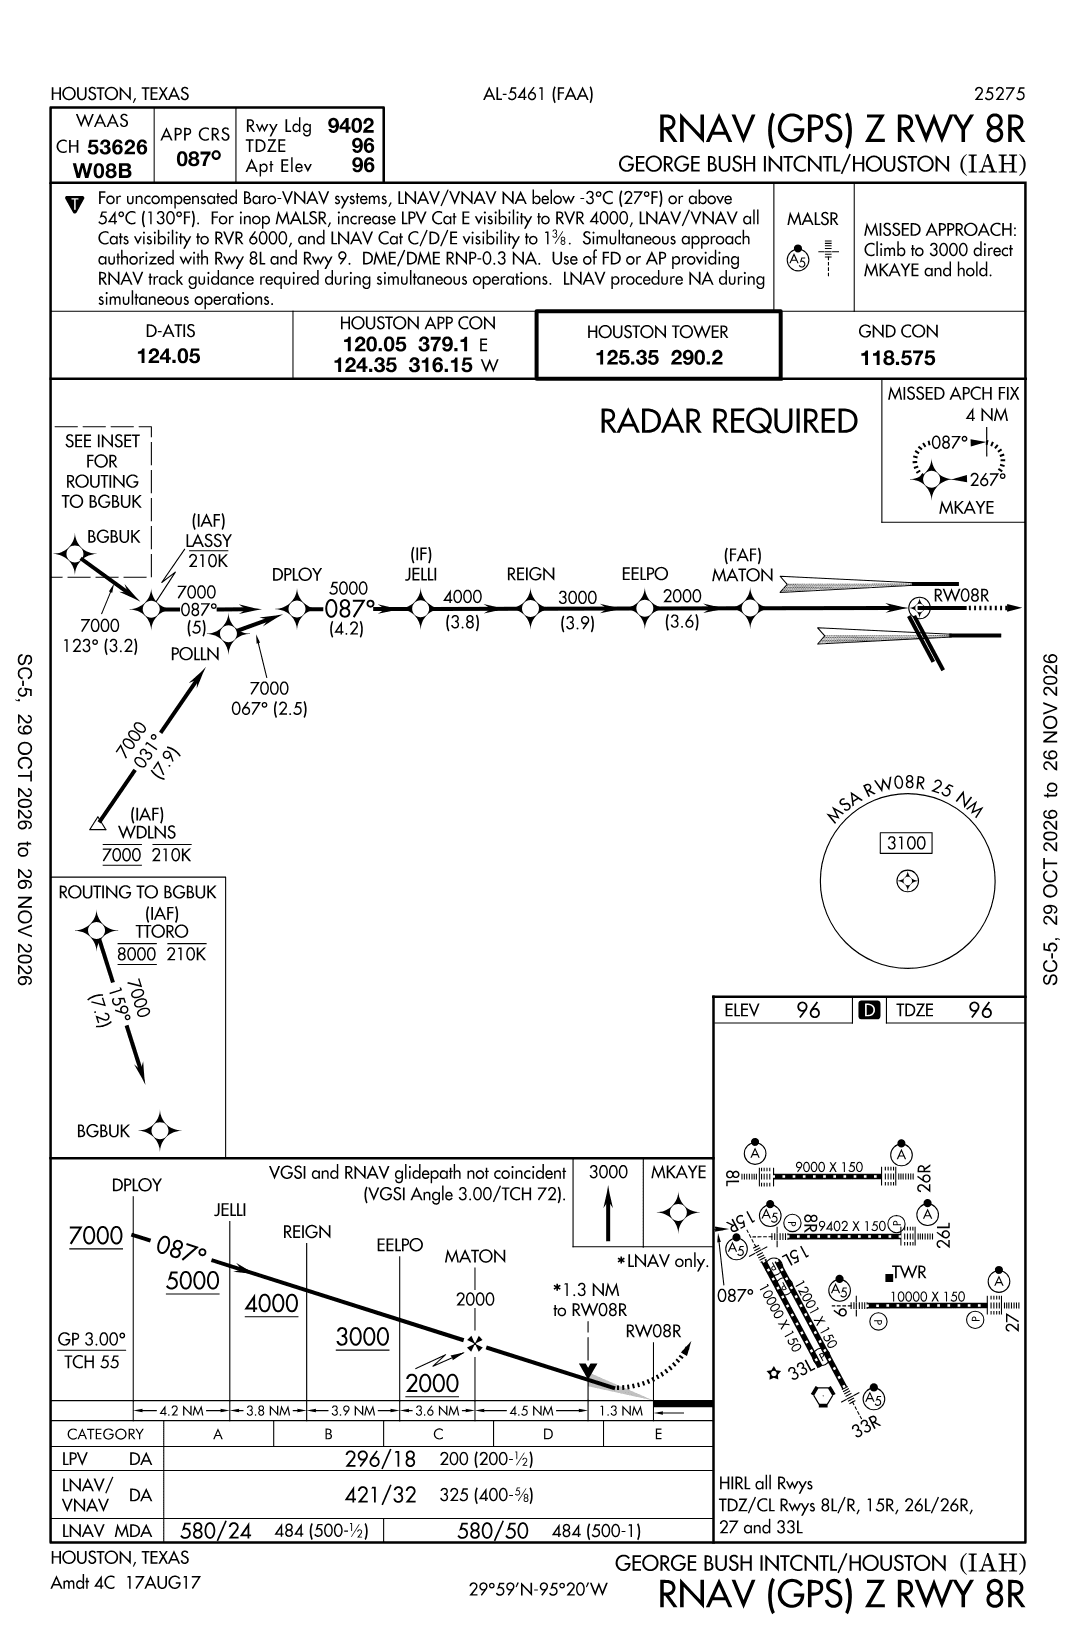 HOUSTON, TEXAS
AL-5461 (FAA)
25275
WAAS
CH 53626
W08B
APP CRS
087°
Rwy Ldg 9402
TDZE 96
Apt Elev 96
RNAV (GPS) Z RWY 8R
GEORGE BUSH INTCNTL/HOUSTON (IAH)
T
For uncompensated Baro-VNAV systems, LNAV/VNAV NA below -3°C (27°F) or above
54°C (130°F). For inop MALSR, increase LPV Cat E visibility to RVR 4000, LNAV/VNAV all
Cats visibility to RVR 6000, and LNAV Cat C/D/E visibility to 1⅜. Simultaneous approach
authorized with Rwy 8L and Rwy 9. DME/DME RNP-0.3 NA. Use of FD or AP providing
RNAV track guidance required during simultaneous operations. LNAV procedure NA during
simultaneous operations.
MALSR
A5
MISSED APPROACH:
Climb to 3000 direct
MKAYE and hold.
D-ATIS
124.05
HOUSTON APP CON
120.05 379.1 E
124.35 316.15 W
HOUSTON TOWER
125.35 290.2
GND CON
118.575
RADAR REQUIRED
MISSED APCH FIX
4 NM
087°
267°
MKAYE
SEE INSET
FOR
ROUTING
TO BGBUK
BGBUK
7000
123° (3.2)
(IAF)
LASSY
210K
7000
087°
(5)
POLLN
7000
067° (2.5)
DPLOY
5000
087°
(4.2)
(IF)
JELLI
4000
(3.8)
REIGN
3000
(3.9)
EELPO
2000
(3.6)
(FAF)
MATON
RW08R
7000
031°
(7.9)
(IAF)
WDLNS
7000 210K
ROUTING TO BGBUK
(IAF)
TTORO
8000 210K
7000
159°
(7.2)
BGBUK
MSA RW08R 25 NM
3100
SC-5, 29 OCT 2026 to 26 NOV 2026
SC-5, 29 OCT 2026 to 26 NOV 2026
ELEV 96
D
TDZE 96
A
A
8L
9000 X 150
26R
15R
A5
P
8R
9402 X 150
P
A
26L
A5
15L
087°
TWR
A5
9
10000 X 150
A
P
P
27
10000 X 150
12001 X 150
33L
A5
33R
HIRL all Rwys
TDZ/CL Rwys 8L/R, 15R, 26L/26R,
27 and 33L
VGSI and RNAV glidepath not coincident
(VGSI Angle 3.00/TCH 72).
3000
MKAYE
*LNAV only.
DPLOY
JELLI
REIGN
EELPO
MATON
7000
087°
5000
4000
3000
2000
2000
*1.3 NM
to RW08R
RW08R
GP 3.00°
TCH 55
4.2 NM
3.8 NM
3.9 NM
3.6 NM
4.5 NM
1.3 NM
CATEGORY A B C D E
LPV DA 296/18 200 (200-½)
LNAV/
VNAV DA 421/32 325 (400-⅝)
LNAV MDA 580/24 484 (500-½) 580/50 484 (500-1)
HOUSTON, TEXAS
Amdt 4C 17AUG17
29°59'N-95°20'W
GEORGE BUSH INTCNTL/HOUSTON (IAH)
RNAV (GPS) Z RWY 8R